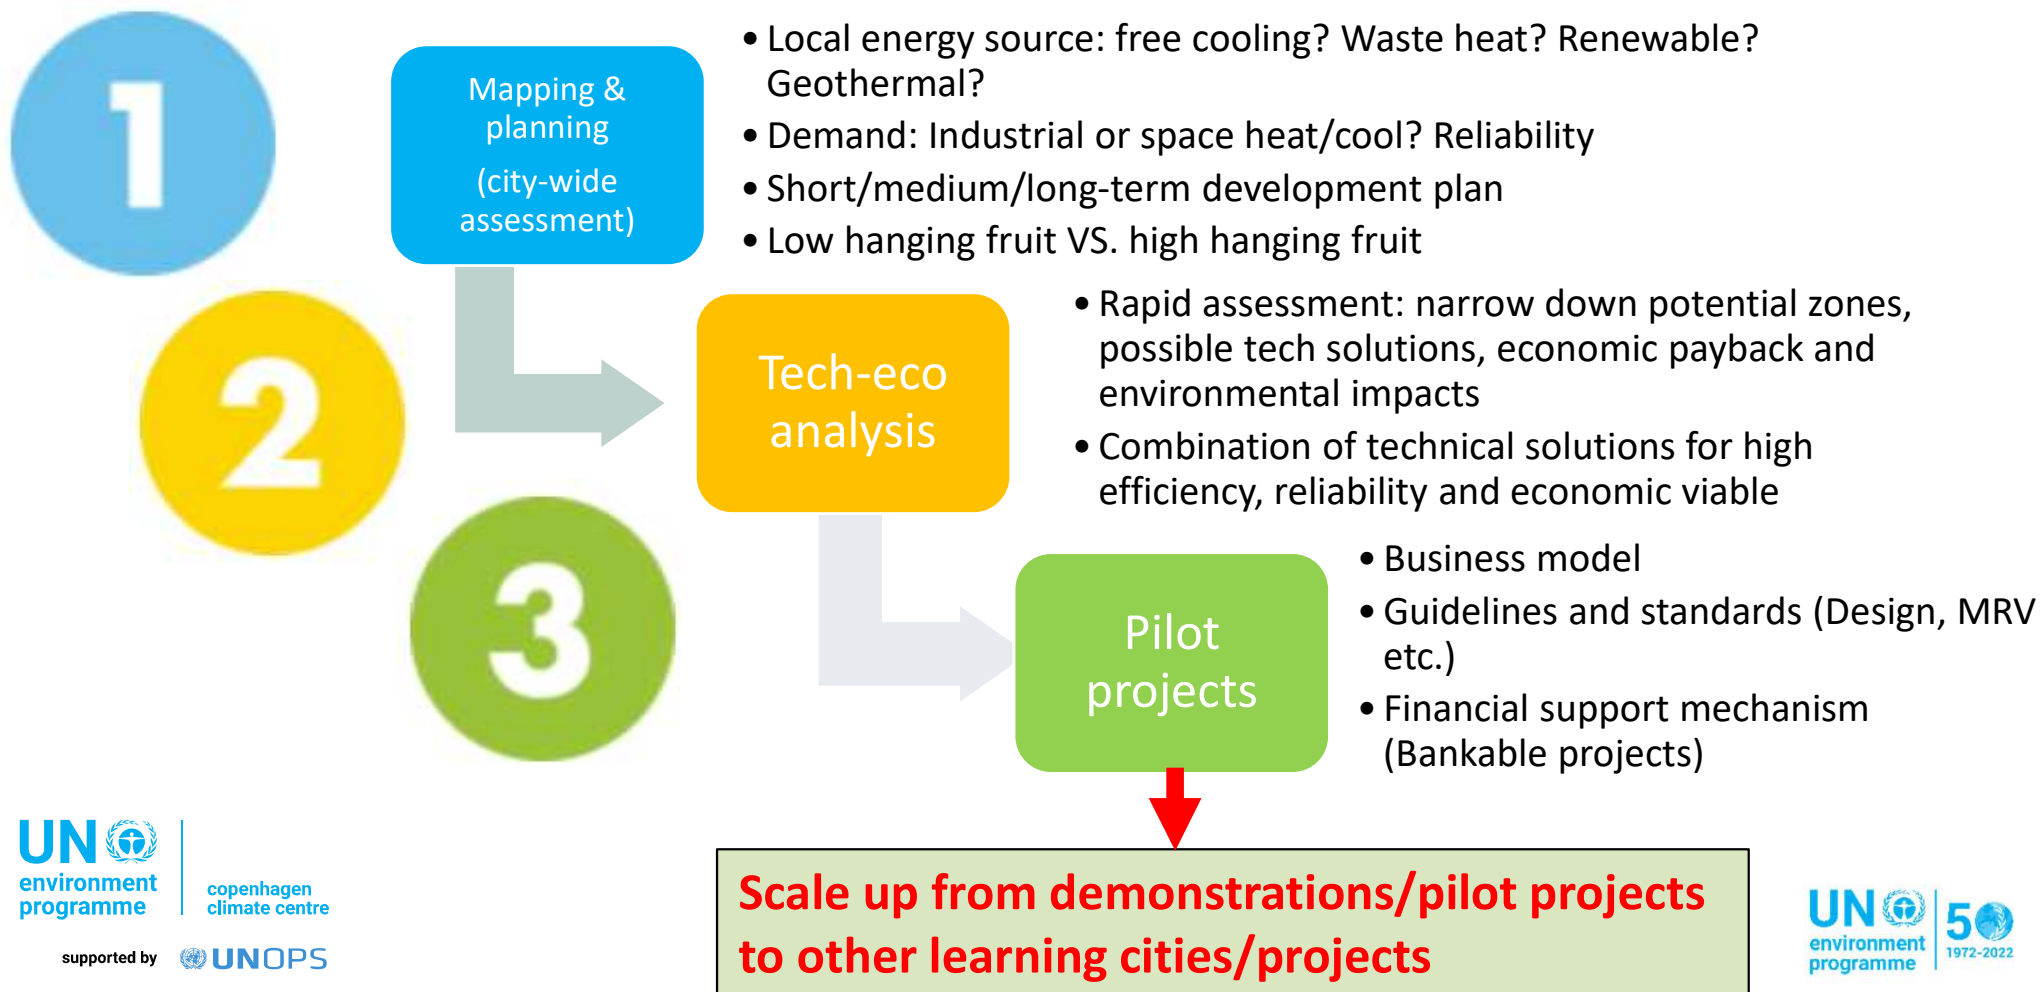 1
Mapping &
planning
(city-wide
assessment)
• Local energy source: free cooling? Waste heat? Renewable?
Geothermal?
• Demand: Industrial or space heat/cool? Reliability
• Short/medium/long-term development plan
• Low hanging fruit VS. high hanging fruit
2
Tech-eco
analysis
• Rapid assessment: narrow down potential zones,
possible tech solutions, economic payback and
environmental impacts
• Combination of technical solutions for high
efficiency, reliability and economic viable
3
Pilot
projects
• Business model
• Guidelines and standards (Design, MRV
etc.)
• Financial support mechanism
(Bankable projects)
Scale up from demonstrations/pilot projects
to other learning cities/projects
UN
environment
programme
copenhagen
climate centre
supported by
UNOPS
UN
environment
programme
50
1972-2022